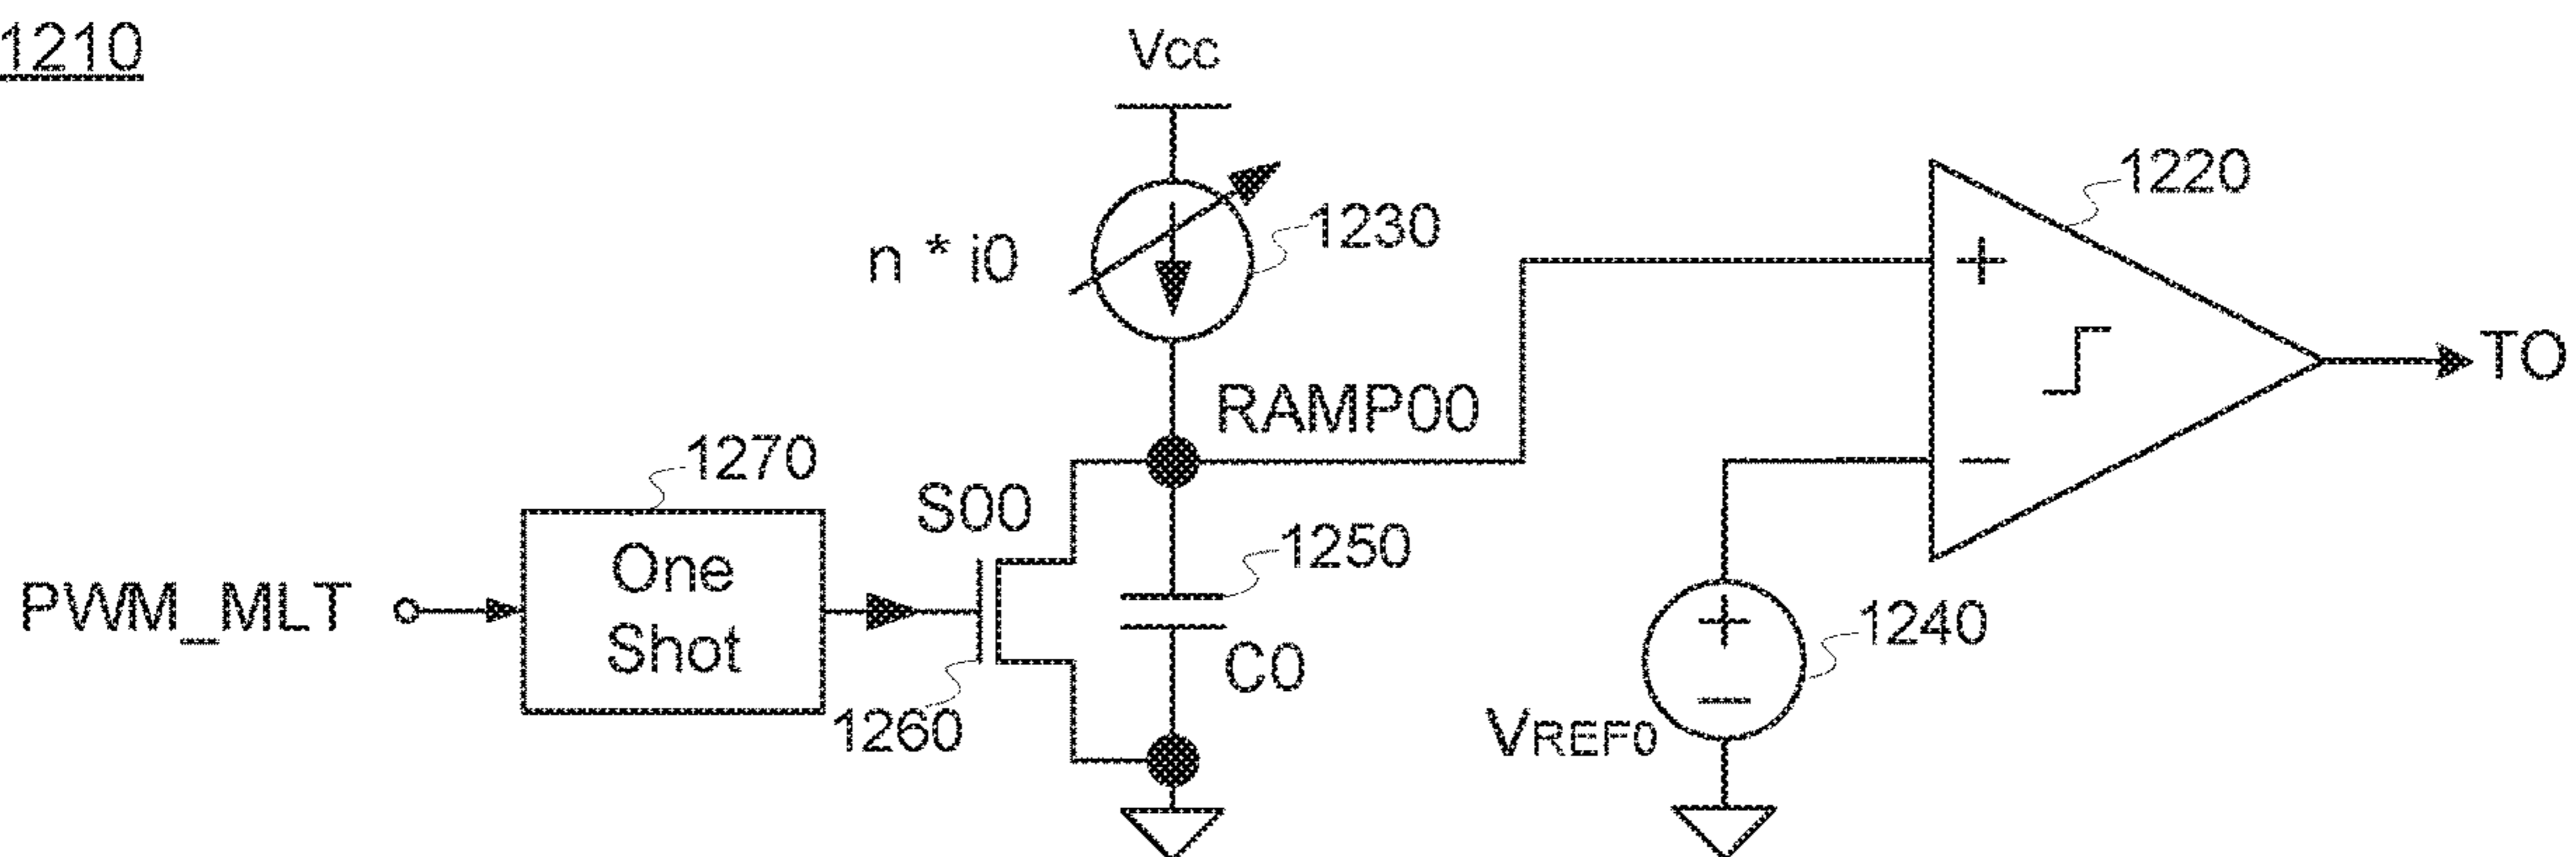 1210
Vcc
1220
n * i0
1230
+
TO
RAMP00
1270
S00
−
One
Shot
PWM_MLT
1250
C0
+
−
1240
1260
VREF0